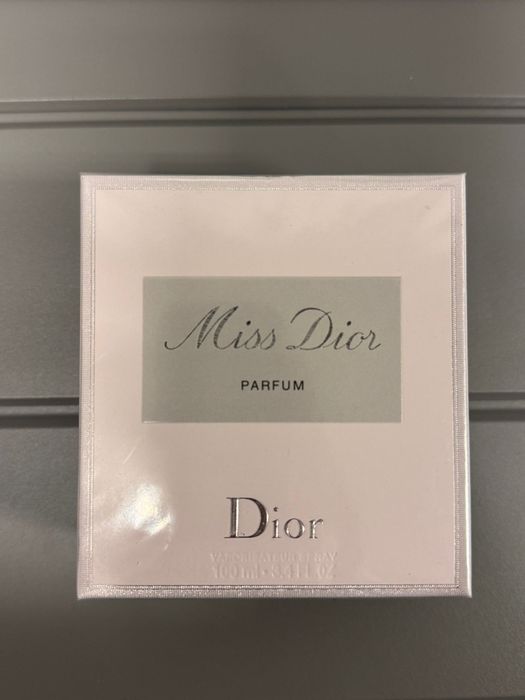 Miss Dior
PARFUM
Dior
VAPORISATEUR SPRAY
100 ml - 3.4 fl. oz